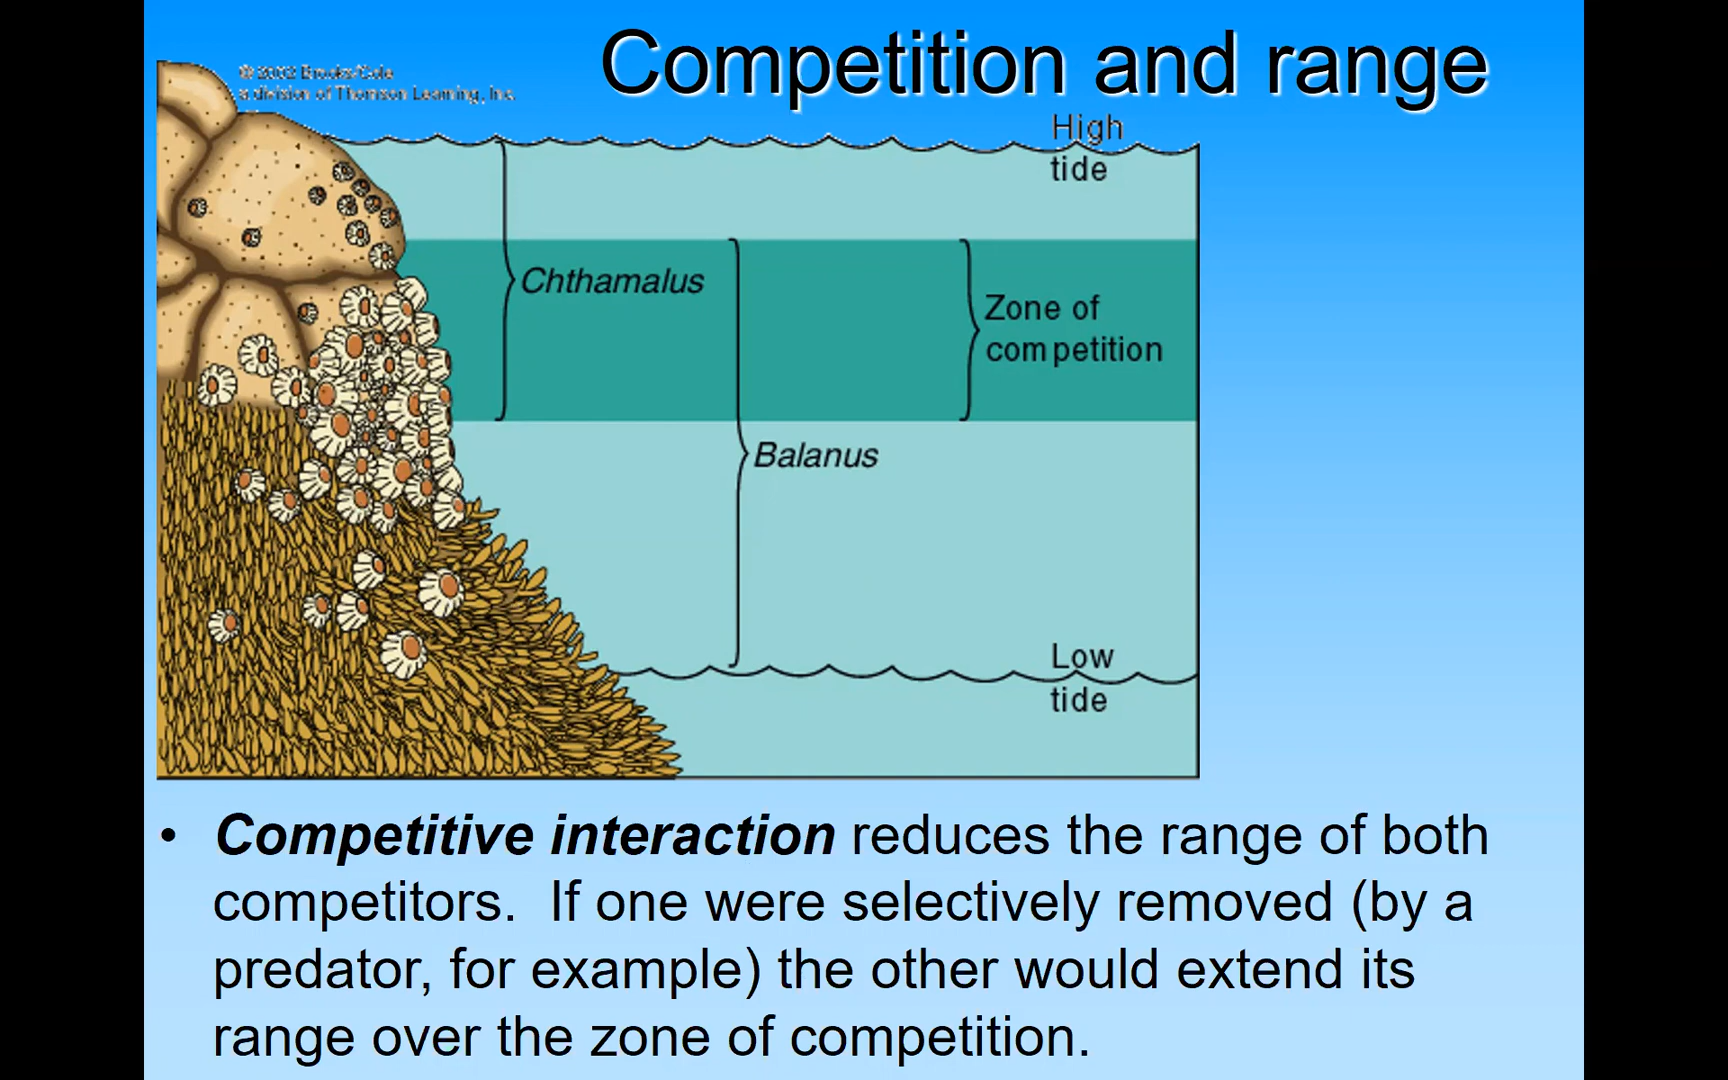 Competition and range
© 2002 Brooks/Cole
a division of Thomson Learning, Inc.
High
tide
Chthamalus
Zone of
competition
Balanus
Low
tide
• Competitive interaction reduces the range of both
competitors. If one were selectively removed (by a
predator, for example) the other would extend its
range over the zone of competition.